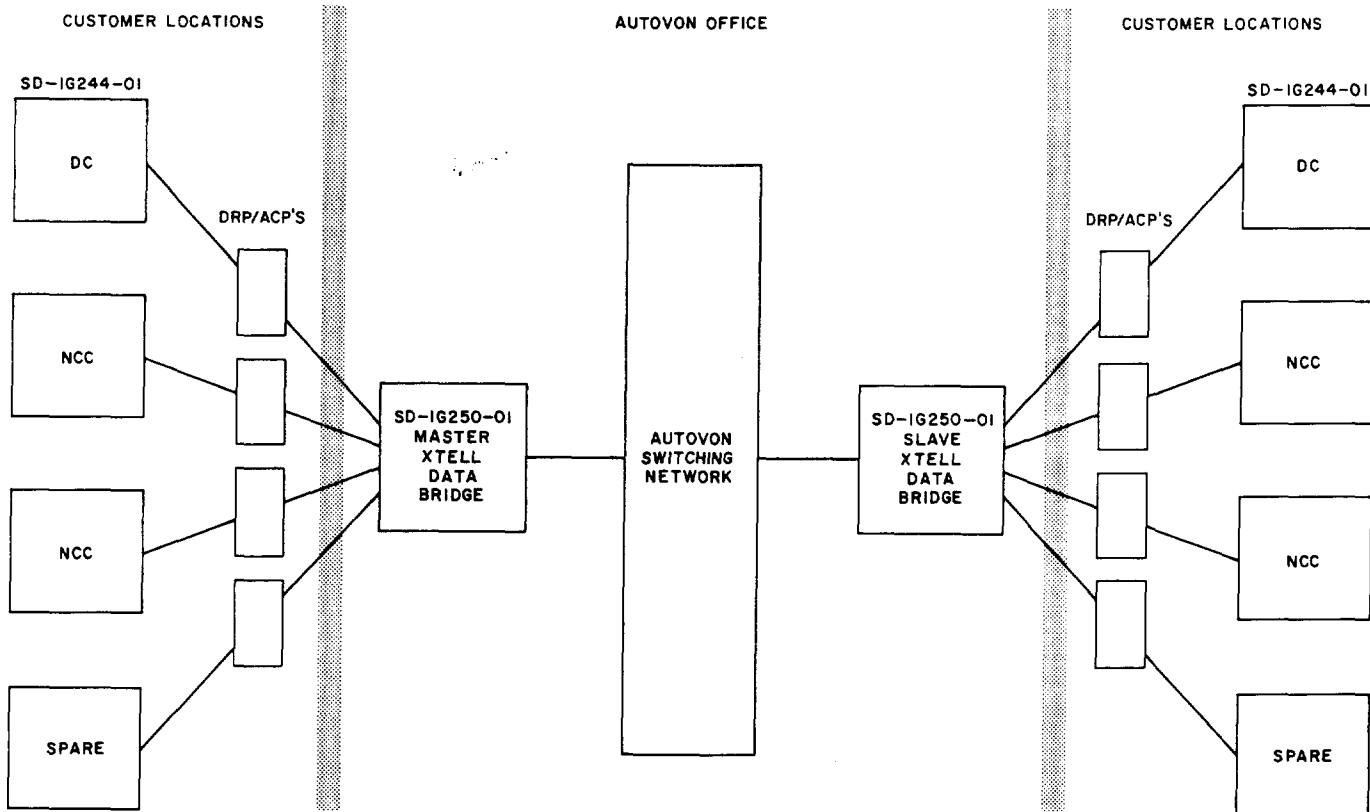 CUSTOMER LOCATIONS
AUTOVON OFFICE
CUSTOMER LOCATIONS
SD-1G244-01
DC
DRP/ACP'S
NCC
NCC
SPARE
SD-1G250-01
MASTER
XTELL
DATA
BRIDGE
AUTOVON
SWITCHING
NETWORK
SD-1G250-01
SLAVE
XTELL
DATA
BRIDGE
DRP/ACP'S
SD-1G244-01
DC
NCC
NCC
SPARE